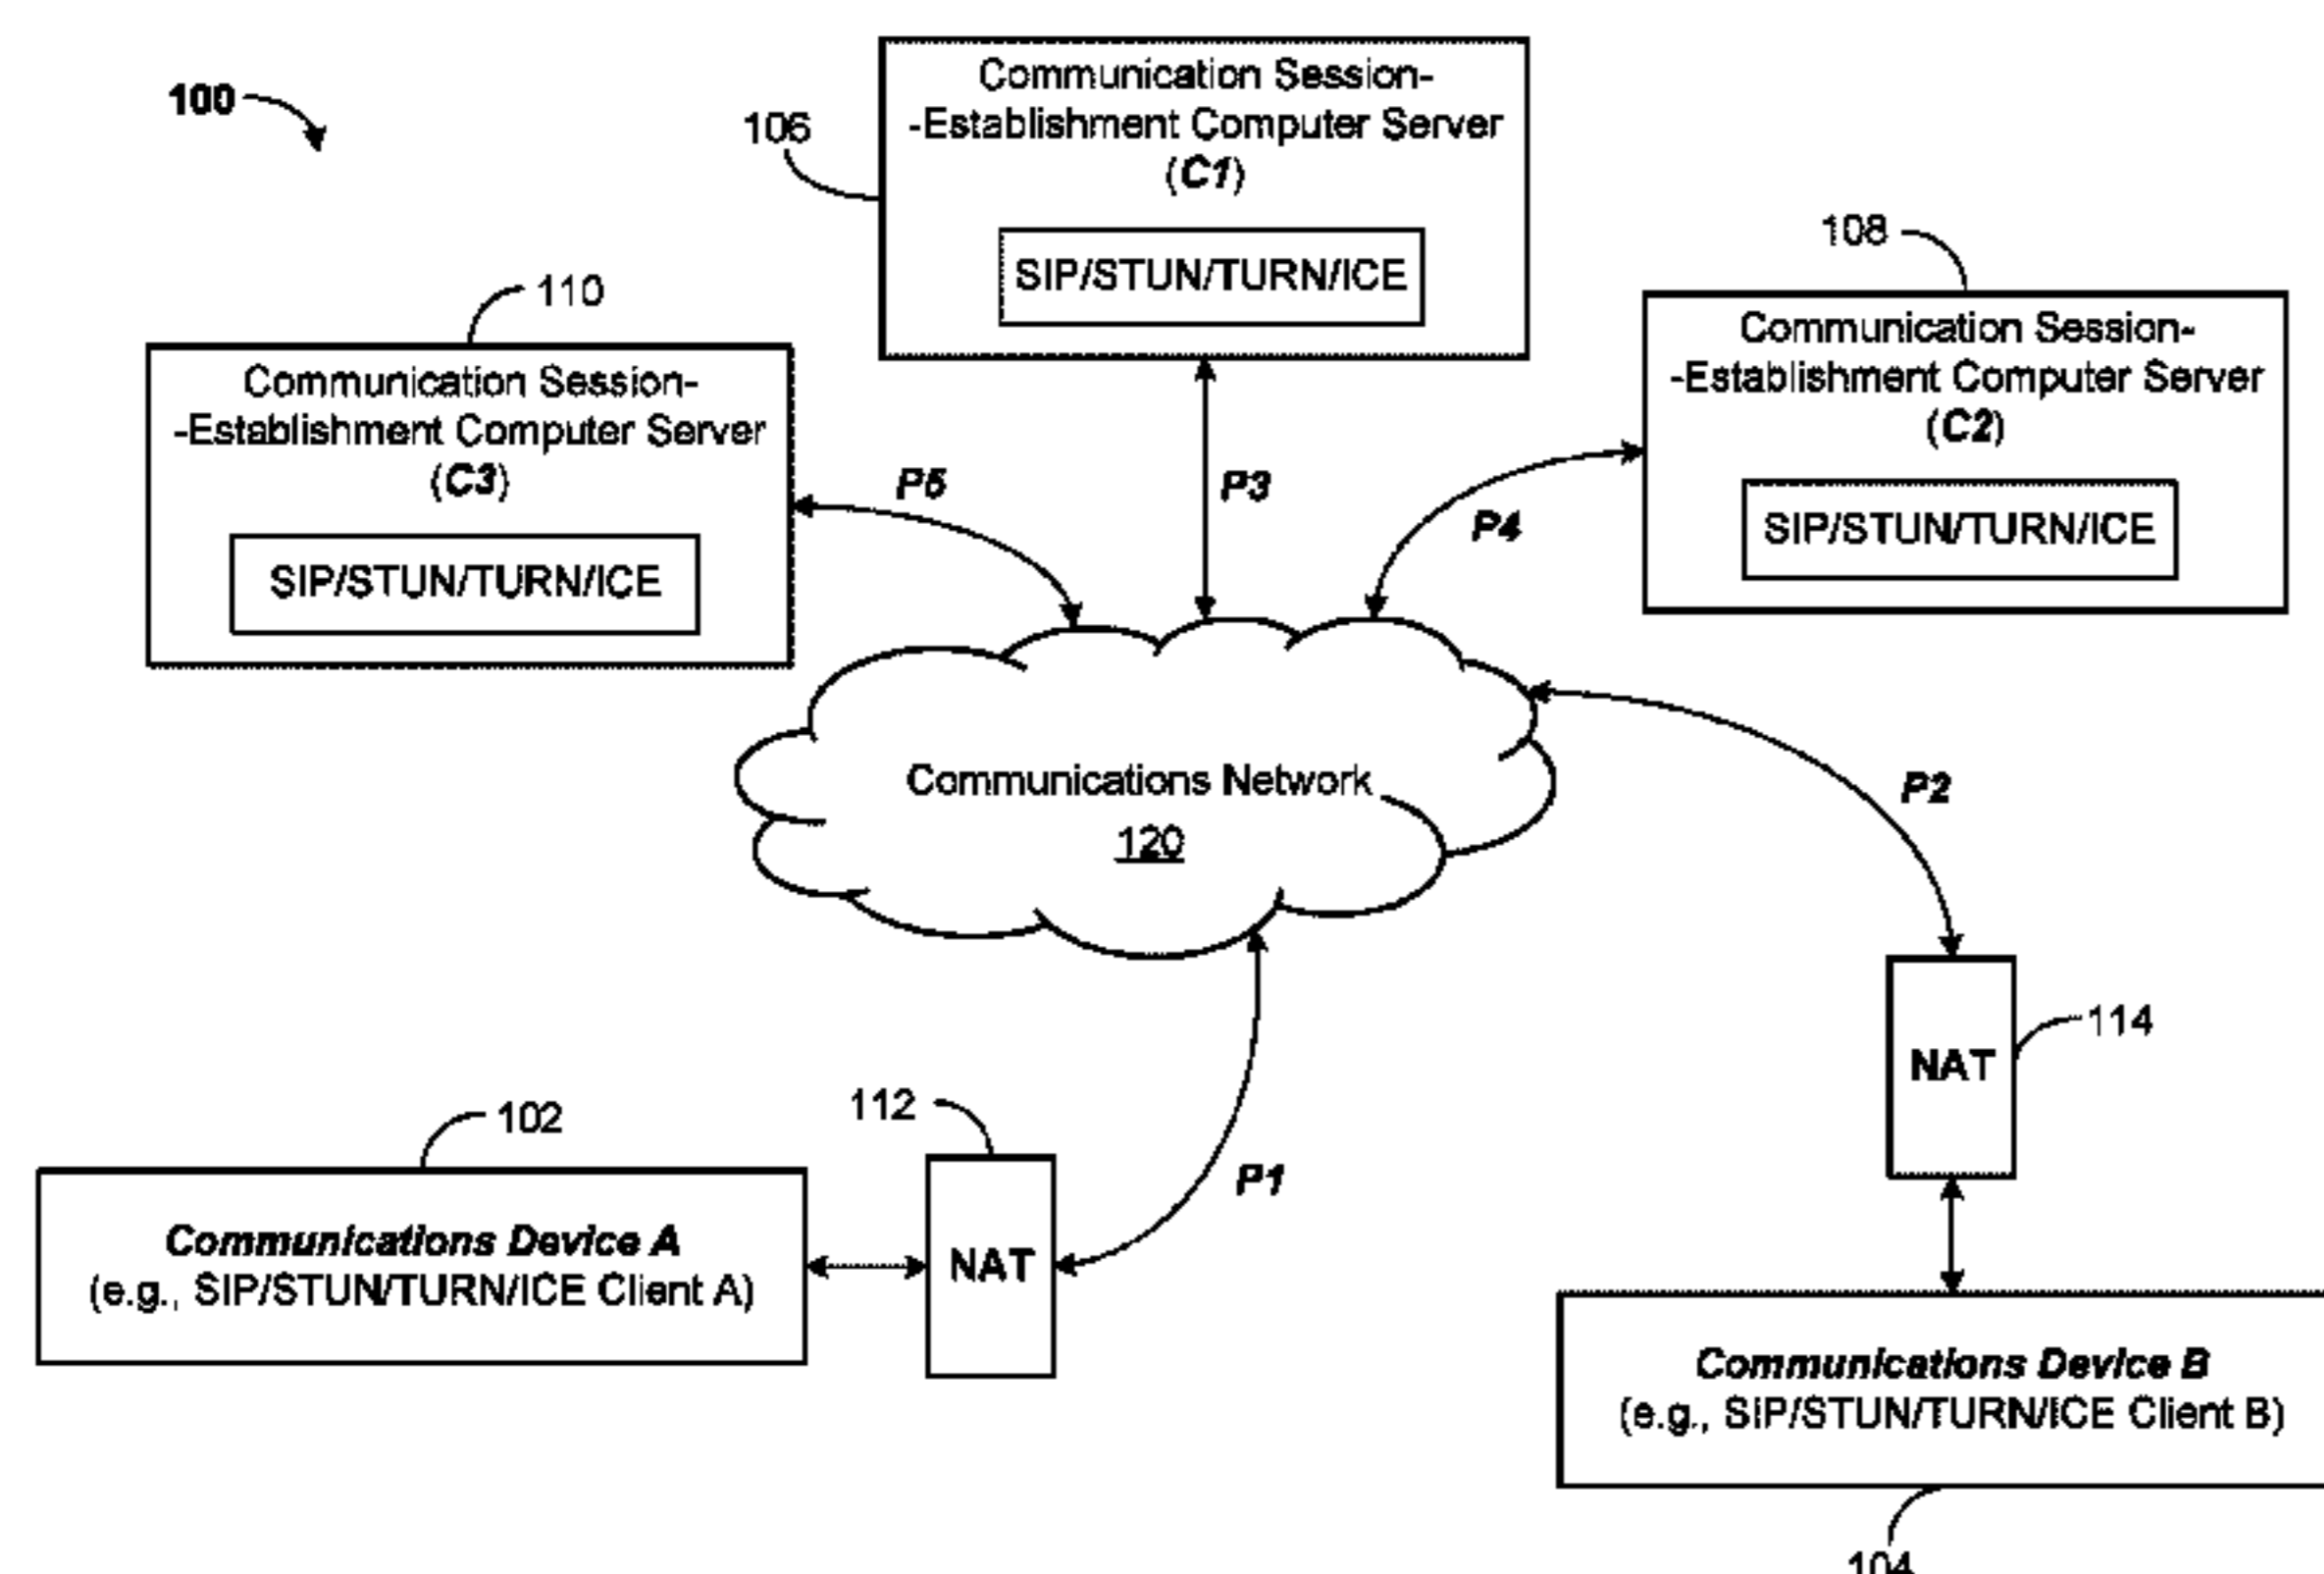 100
106
Communication Session-
-Establishment Computer Server
(C1)
SIP/STUN/TURN/ICE
108
Communication Session-
-Establishment Computer Server
(C2)
SIP/STUN/TURN/ICE
110
Communication Session-
-Establishment Computer Server
(C3)
SIP/STUN/TURN/ICE
P5
P3
P4
Communications Network
120
P2
114
NAT
102
112
NAT
P1
Communications Device A
(e.g., SIP/STUN/TURN/ICE Client A)
Communications Device B
(e.g., SIP/STUN/TURN/ICE Client B)
104